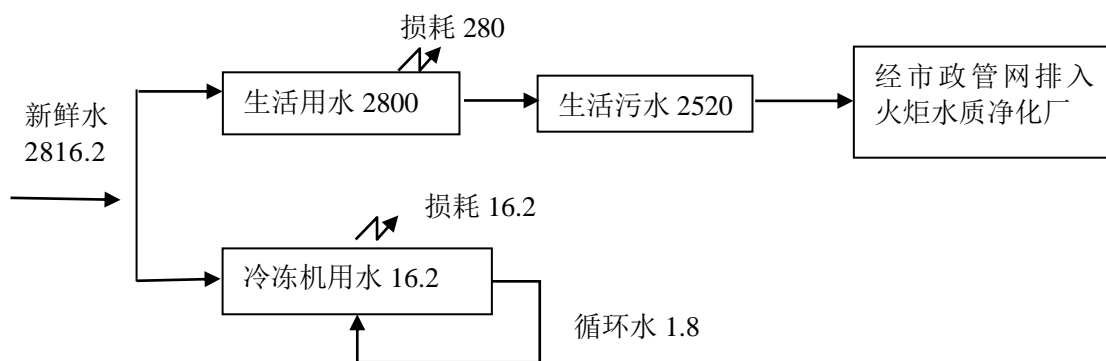 损耗 280
生活用水 2800
生活污水 2520
经市政管网排入
火炬水质净化厂
新鲜水
2816.2
损耗 16.2
冷冻机用水 16.2
循环水 1.8